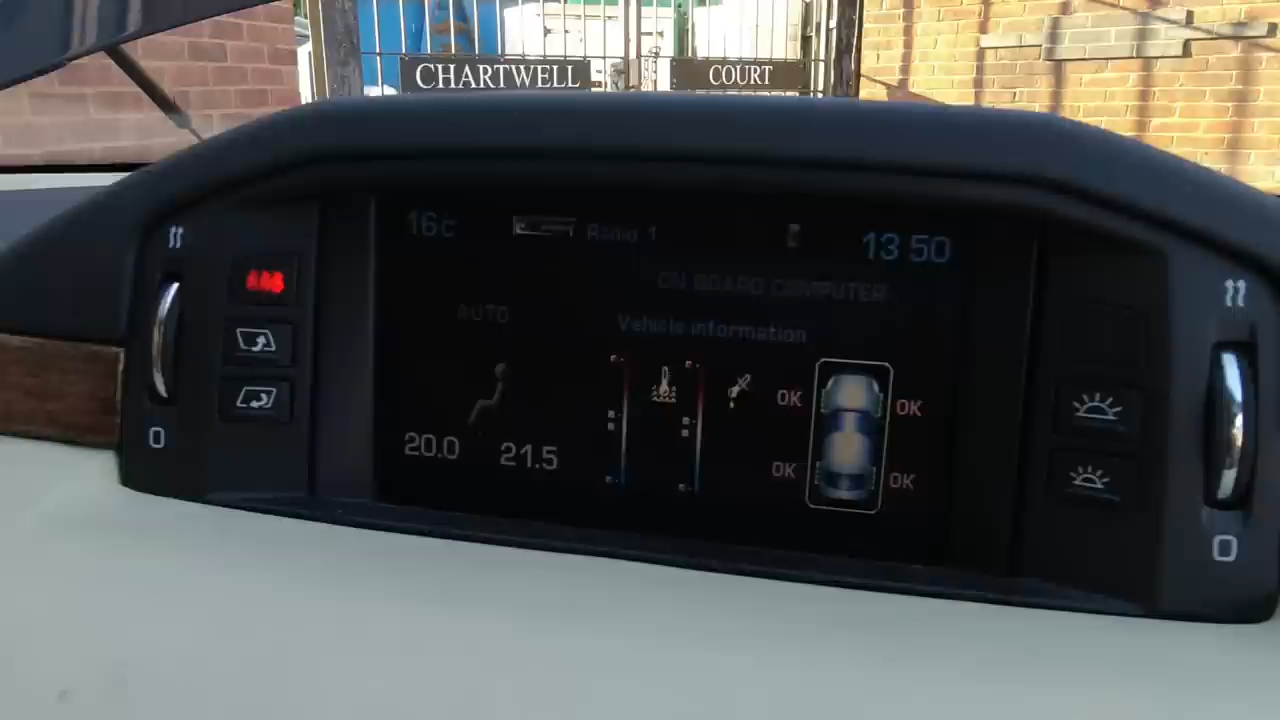 CHARTWELL COURT
16c Radio 1 13 50
ON BOARD COMPUTER
AUTO
Vehicle information
OK OK
20.0 21.5
OK OK
0
0